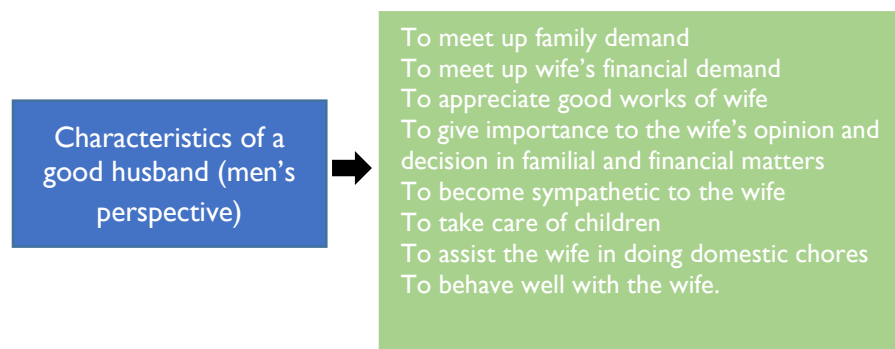 Characteristics of a
good husband (men's
perspective)
To meet up family demand
To meet up wife's financial demand
To appreciate good works of wife
To give importance to the wife's opinion and
decision in familial and financial matters
To become sympathetic to the wife
To take care of children
To assist the wife in doing domestic chores
To behave well with the wife.